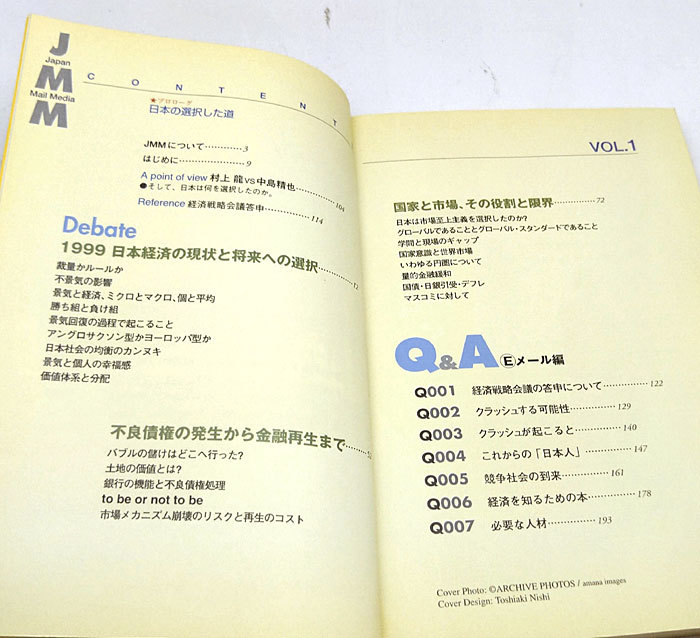 J
Japan
M
Mail Media
M
CONTENT
★プロローグ
日本の選択した道
JMMについて…………3
はじめに………………9
A point of view 村上 龍vs中島精也…………104
●そして、日本は何を選択したのか。
Reference 経済戦略会議答申……………114
Debate
1999 日本経済の現状と将来への選択………
裁量かルールか
不景気の影響
景気と経済、ミクロとマクロ、個と平均
勝ち組と負け組
景気回復の過程で起こること
アングロサクソン型かヨーロッパ型か
日本社会の均衡のカンヌキ
景気と個人の幸福感
価値体系と分配
不良債権の発生から金融再生まで……
バブルの儲けはどこへ行った?
土地の価値とは?
銀行の機能と不良債権処理
to be or not to be
市場メカニズム崩壊のリスクと再生のコスト
VOL.1
国家と市場、その役割と限界……………72
日本は市場至上主義を選択したのか?
グローバルであることとグローバル・スタンダードであること
学問と現場のギャップ
国家意識と世界市場
いわゆる円圏について
量的金融緩和
国債・日銀引受・デフレ
マスコミに対して
Q&A Ⓔメール編
Q001 経済戦略会議の答申について……………122
Q002 クラッシュする可能性……………129
Q003 クラッシュが起こると……………140
Q004 これからの「日本人」……………147
Q005 競争社会の到来……………161
Q006 経済を知るための本……………178
Q007 必要な人材……………193
Cover Photo: ©ARCHIVE PHOTOS / amana images
Cover Design: Toshiaki Nishi